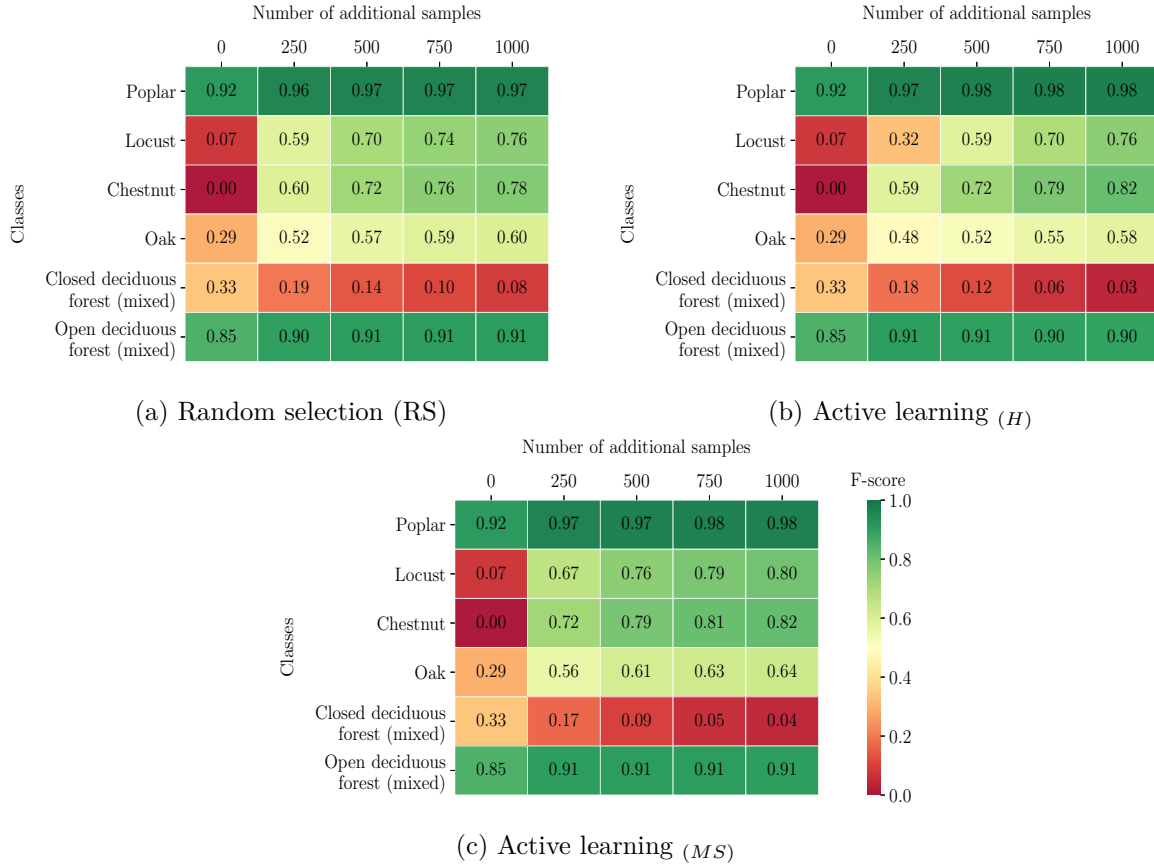 Number of additional samples
0 250 500 750 1000
Poplar 0.92 0.96 0.97 0.97 0.97
Locust 0.07 0.59 0.70 0.74 0.76
Chestnut 0.00 0.60 0.72 0.76 0.78
Oak 0.29 0.52 0.57 0.59 0.60
Closed deciduous
forest (mixed) 0.33 0.19 0.14 0.10 0.08
Open deciduous
forest (mixed) 0.85 0.90 0.91 0.91 0.91
Classes
(a) Random selection (RS)
Number of additional samples
0 250 500 750 1000
Poplar 0.92 0.97 0.98 0.98 0.98
Locust 0.07 0.32 0.59 0.70 0.76
Chestnut 0.00 0.59 0.72 0.79 0.82
Oak 0.29 0.48 0.52 0.55 0.58
Closed deciduous
forest (mixed) 0.33 0.18 0.12 0.06 0.03
Open deciduous
forest (mixed) 0.85 0.91 0.91 0.90 0.90
Classes
(b) Active learning (H)
Number of additional samples
0 250 500 750 1000
Poplar 0.92 0.97 0.97 0.98 0.98
Locust 0.07 0.67 0.76 0.79 0.80
Chestnut 0.00 0.72 0.79 0.81 0.82
Oak 0.29 0.56 0.61 0.63 0.64
Closed deciduous
forest (mixed) 0.33 0.17 0.09 0.05 0.04
Open deciduous
forest (mixed) 0.85 0.91 0.91 0.91 0.91
Classes
F-score
1.0
0.8
0.6
0.4
0.2
0.0
(c) Active learning (MS)